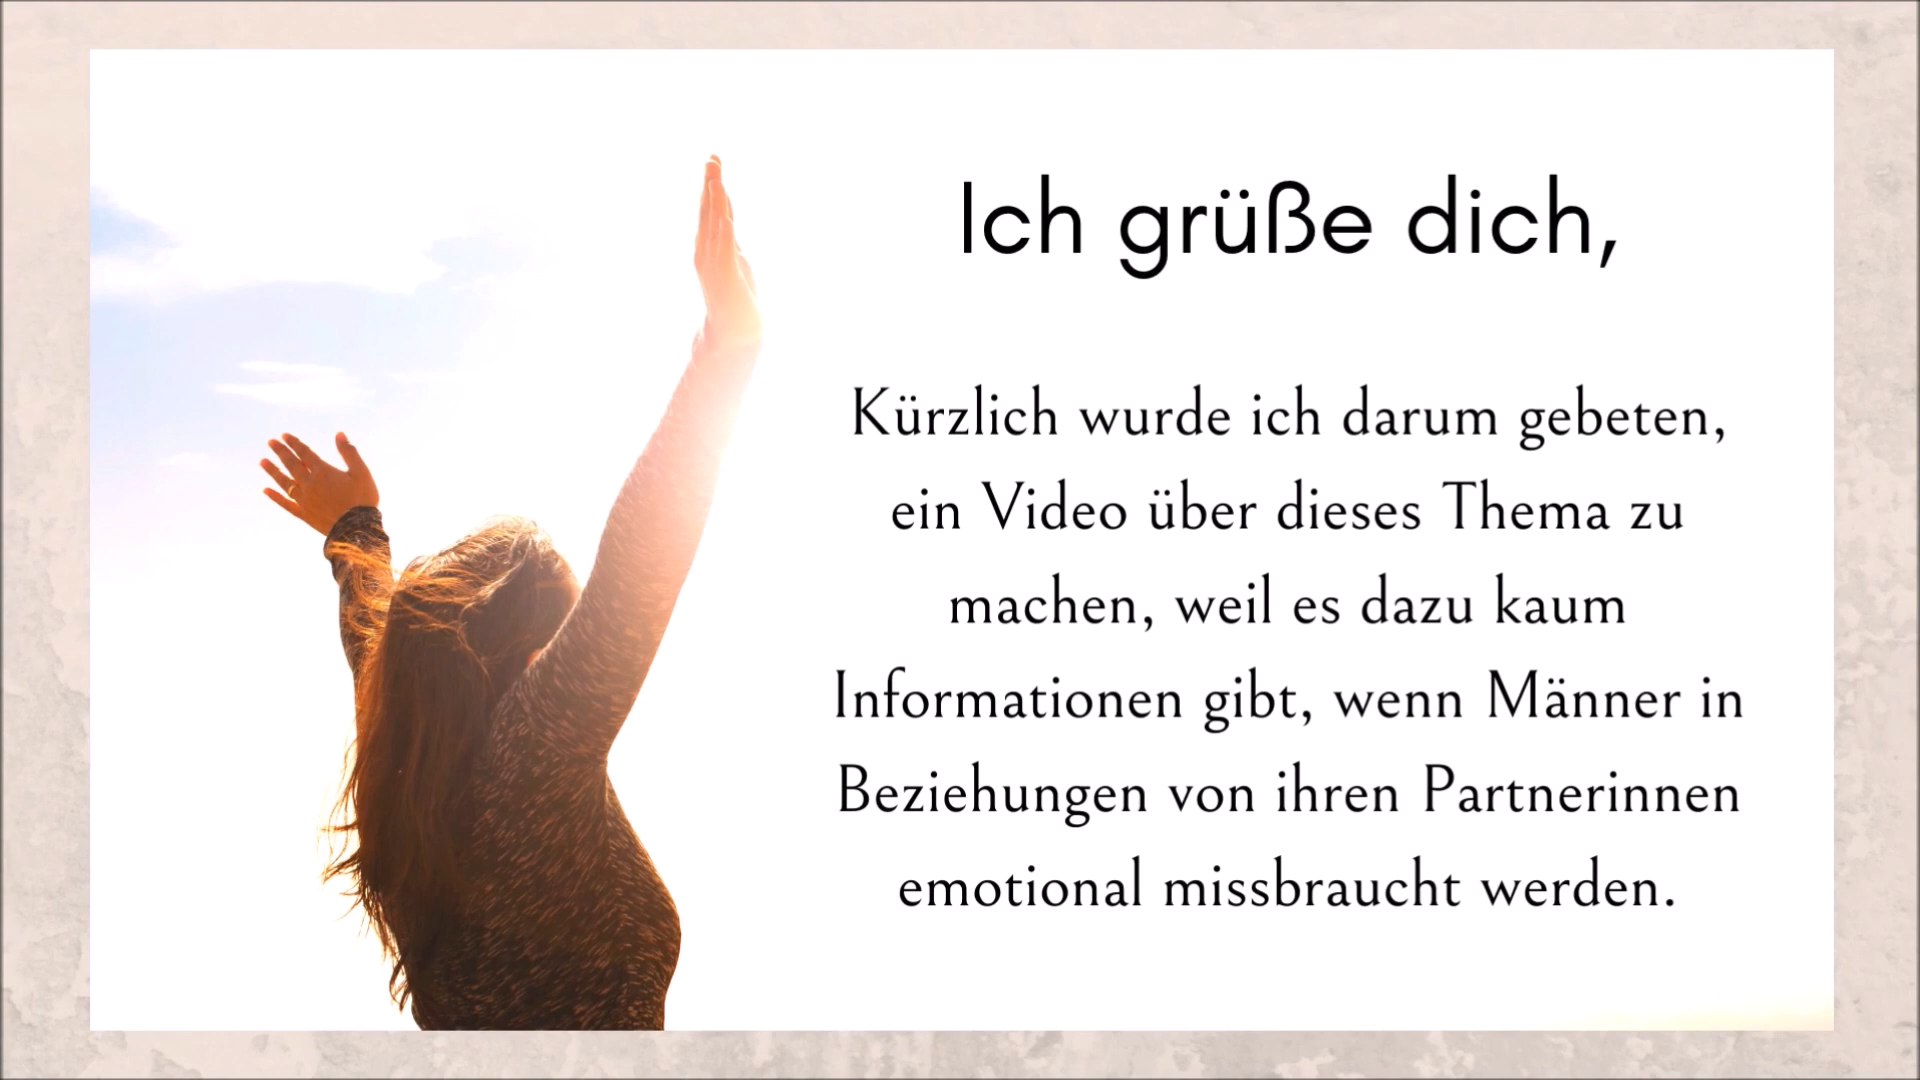 Ich grüße dich,
Kürzlich wurde ich darum gebeten,
ein Video über dieses Thema zu
machen, weil es dazu kaum
Informationen gibt, wenn Männer in
Beziehungen von ihren Partnerinnen
emotional missbraucht werden.